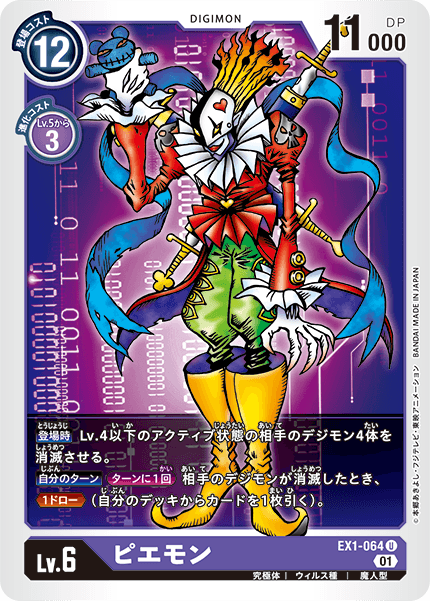 登場コスト
12
DIGIMON
11000
DP
進化コスト
Lv.5から
3
登場時 Lv.4以下のアクティブ状態の相手のデジモン4体を
消滅させる。
自分のターン ターンに1回 相手のデジモンが消滅したとき、
1ドロー (自分のデッキからカードを1枚引く)。
©本郷あきよし・フジテレビ・東映アニメーション BANDAI MADE IN JAPAN
EX1-064 U
Lv.6
ピエモン
01
究極体 | ウィルス種 | 魔人型